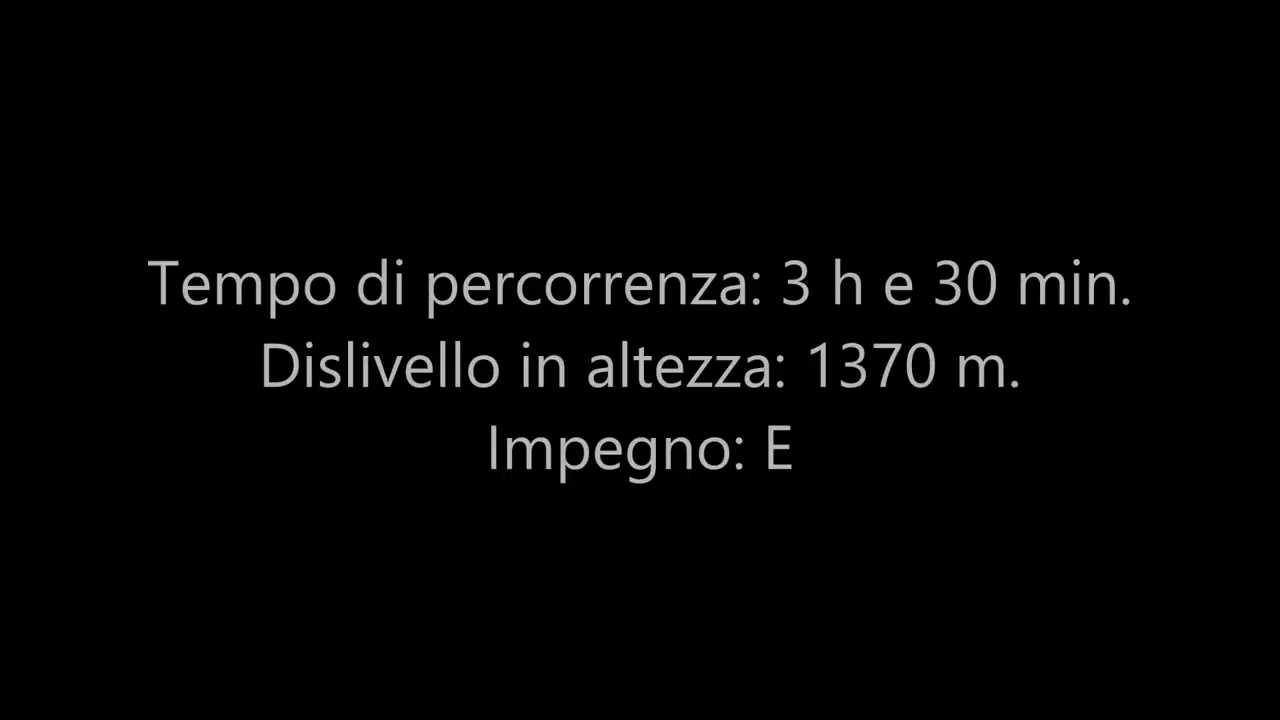 Tempo di percorrenza: 3 h e 30 min.
Dislivello in altezza: 1370 m.
Impegno: E